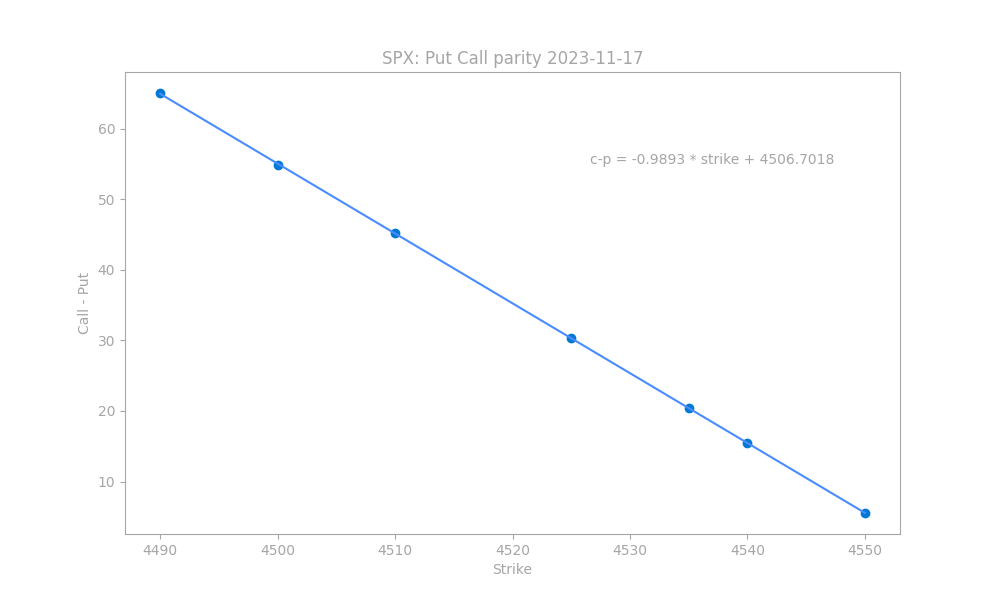 SPX: Put Call parity 2023-11-17
c-p = -0.9893 * strike + 4506.7018
Call - Put
60
50
40
30
20
10
4490 4500 4510 4520 4530 4540 4550
Strike